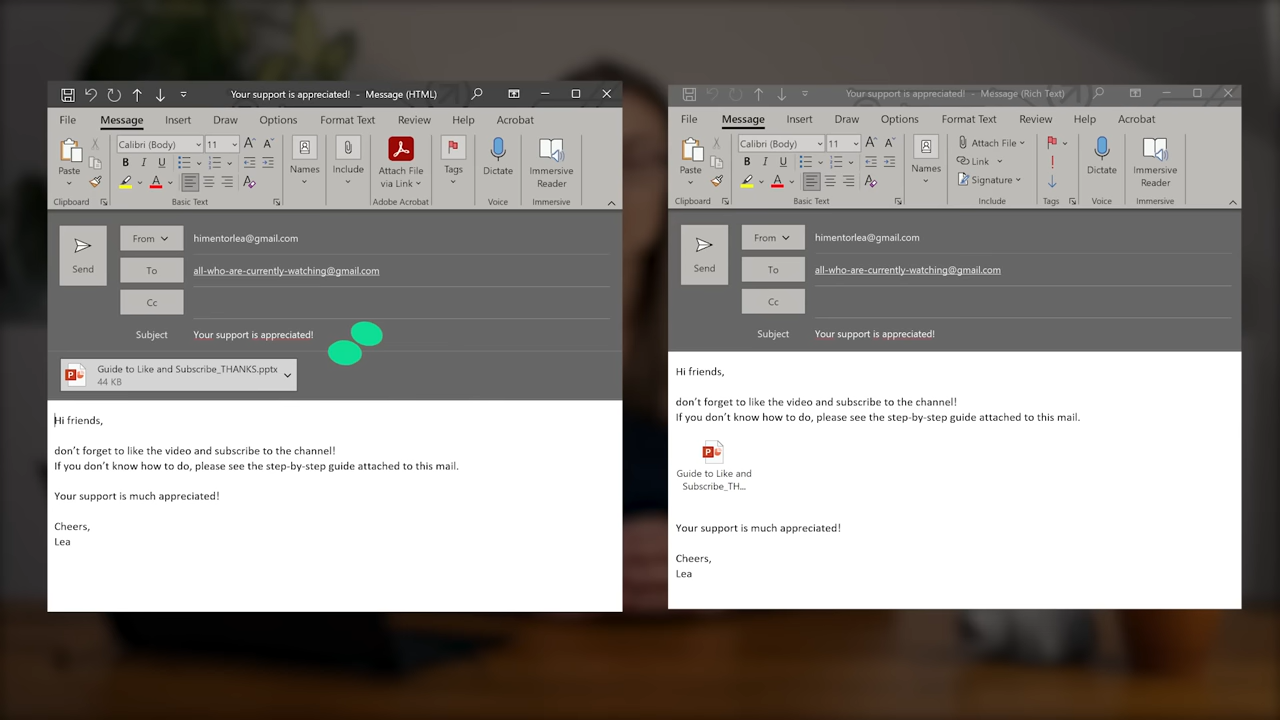 Your support is appreciated! - Message (HTML)
File Message Insert Draw Options Format Text Review Help Acrobat
Calibri (Body) 11
B I U
Paste
Names
Include
Attach File
via Link
Tags
Dictate
Immersive
Reader
Clipboard Basic Text Adobe Acrobat Voice Immersive
From himentorlea@gmail.com
Send
To all-who-are-currently-watching@gmail.com
Cc
Subject Your support is appreciated!
Guide to Like and Subscribe_THANKS.pptx
44 KB
Hi friends,
don't forget to like the video and subscribe to the channel!
If you don't know how to do, please see the step-by-step guide attached to this mail.
Your support is much appreciated!
Cheers,
Lea
Your support is appreciated! - Message (Rich Text)
File Message Insert Draw Options Format Text Review Help Acrobat
Calibri (Body) 11
B I U
Paste
Names
Attach File
Link
Signature
Dictate
Immersive
Reader
Clipboard Basic Text Include Tags Voice Immersive
From himentorlea@gmail.com
Send
To all-who-are-currently-watching@gmail.com
Cc
Subject Your support is appreciated!
Hi friends,
don't forget to like the video and subscribe to the channel!
If you don't know how to do, please see the step-by-step guide attached to this mail.
Guide to Like and
Subscribe_TH...
Your support is much appreciated!
Cheers,
Lea